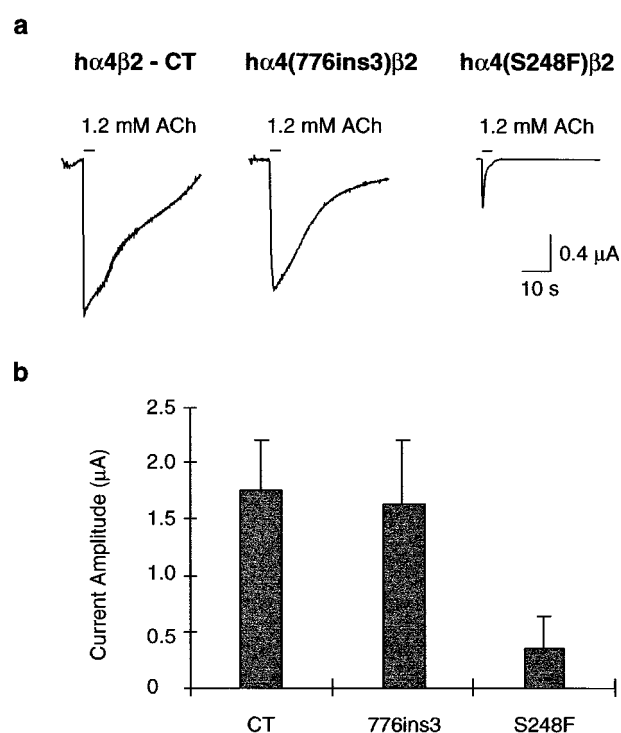 a
hα4β2 - CT
hα4(776ins3)β2
hα4(S248F)β2
1.2 mM ACh
1.2 mM ACh
1.2 mM ACh
0.4 μA
10 s
b
Current Amplitude (μA)
2.5
2.0
1.5
1.0
0.5
0
CT
776ins3
S248F